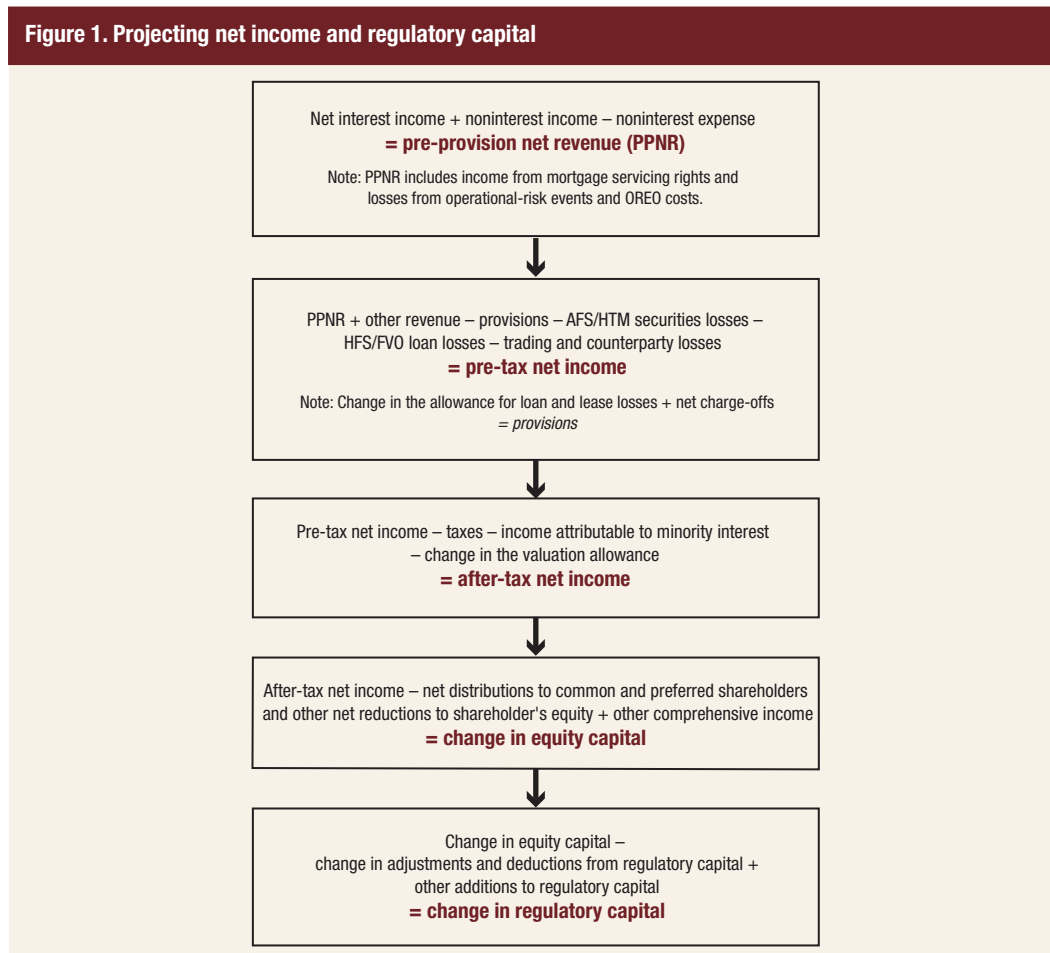 Figure 1. Projecting net income and regulatory capital
Net interest income + noninterest income – noninterest expense
= pre-provision net revenue (PPNR)
Note: PPNR includes income from mortgage servicing rights and
losses from operational-risk events and OREO costs.
PPNR + other revenue – provisions – AFS/HTM securities losses –
HFS/FVO loan losses – trading and counterparty losses
= pre-tax net income
Note: Change in the allowance for loan and lease losses + net charge-offs
= provisions
Pre-tax net income – taxes – income attributable to minority interest
– change in the valuation allowance
= after-tax net income
After-tax net income – net distributions to common and preferred shareholders
and other net reductions to shareholder's equity + other comprehensive income
= change in equity capital
Change in equity capital –
change in adjustments and deductions from regulatory capital +
other additions to regulatory capital
= change in regulatory capital